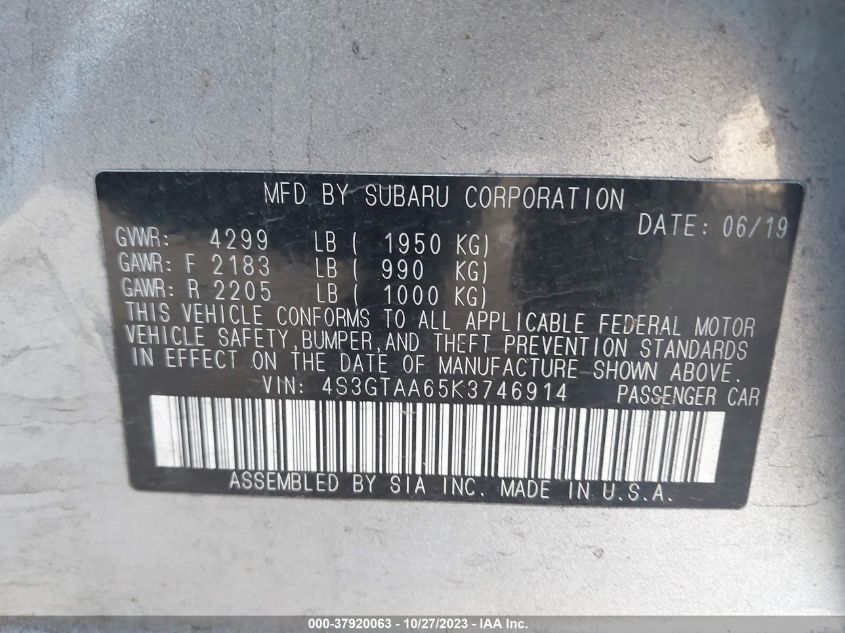 MFD BY SUBARU CORPORATION
DATE: 06/19
GVWR: 4299 LB ( 1950 KG)
GAWR: F 2183 LB ( 990 KG)
GAWR: R 2205 LB ( 1000 KG)
THIS VEHICLE CONFORMS TO ALL APPLICABLE FEDERAL MOTOR
VEHICLE SAFETY,BUMPER,AND THEFT PREVENTION STANDARDS
IN EFFECT ON THE DATE OF MANUFACTURE SHOWN ABOVE.
VIN: 4S3GTAA65K3746914 PASSENGER CAR
ASSEMBLED BY SIA INC. MADE IN U.S.A.
000-37920063 - 10/27/2023 - IAA Inc.